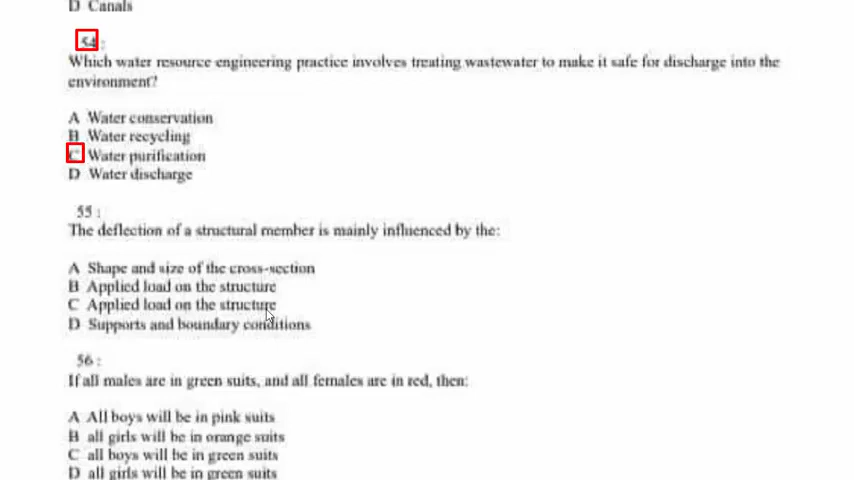 D Canals
54 :
Which water resource engineering practice involves treating wastewater to make it safe for discharge into the
environment?
A Water conservation
B Water recycling
C Water purification
D Water discharge
55 :
The deflection of a structural member is mainly influenced by the:
A Shape and size of the cross-section
B Applied load on the structure
C Applied load on the structure
D Supports and boundary conditions
56 :
If all males are in green suits, and all females are in red, then:
A All boys will be in pink suits
B all girls will be in orange suits
C all boys will be in green suits
D all girls will be in green suits